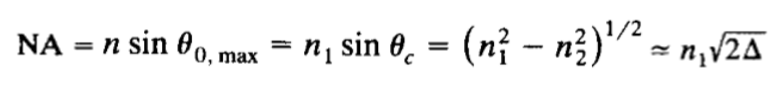 NA = n sin θ₀, max = n₁ sin θc = (n₁² − n₂²)^1/2 ≃ n₁√2Δ